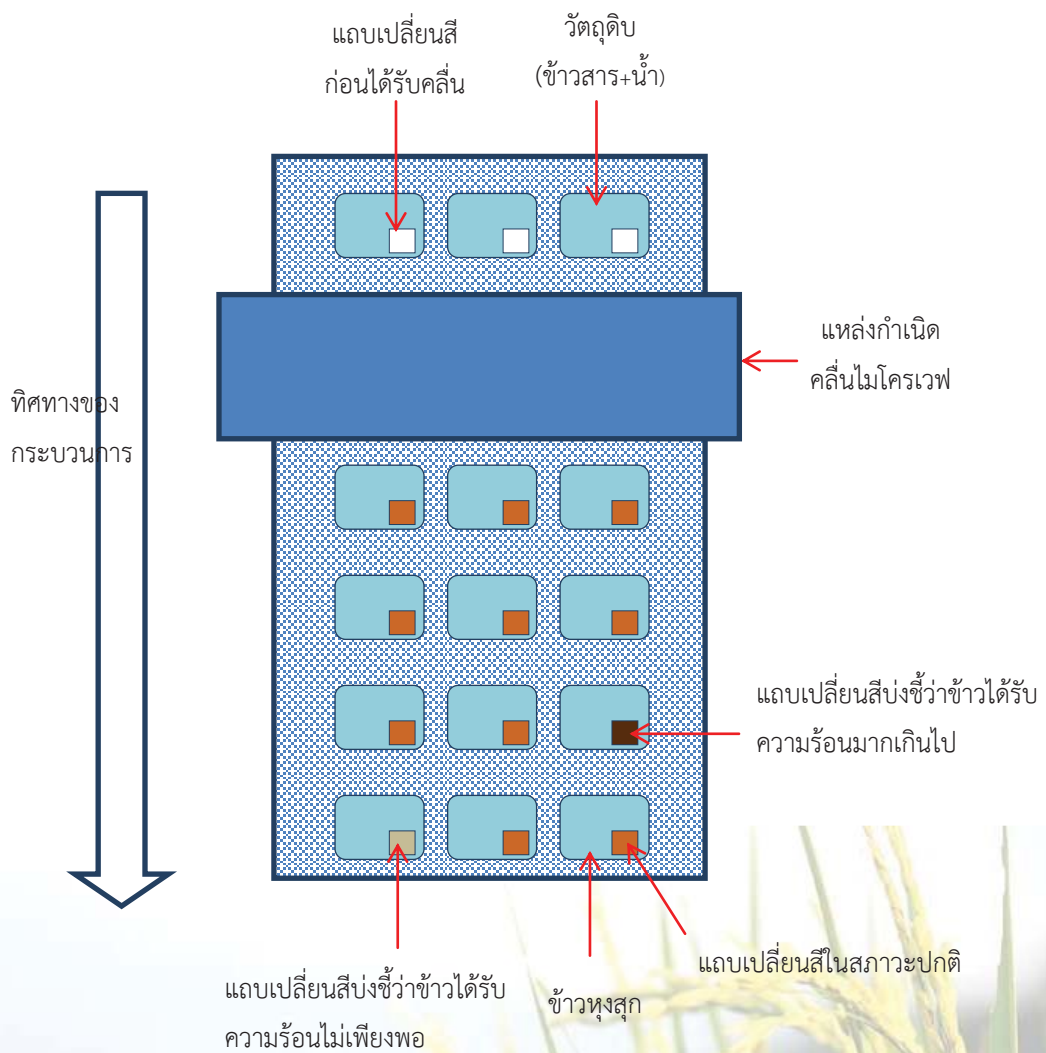 แถบเปลี่ยนสี
ก่อนได้รับคลื่น
วัตถุดิบ
(ข้าวสาร+น้ำ)
แหล่งกำเนิด
คลื่นไมโครเวฟ
ทิศทางของ
กระบวนการ
แถบเปลี่ยนสีบ่งชี้ว่าข้าวได้รับ
ความร้อนมากเกินไป
แถบเปลี่ยนสีในสภาวะปกติ
ข้าวหุงสุก
แถบเปลี่ยนสีบ่งชี้ว่าข้าวได้รับ
ความร้อนไม่เพียงพอ